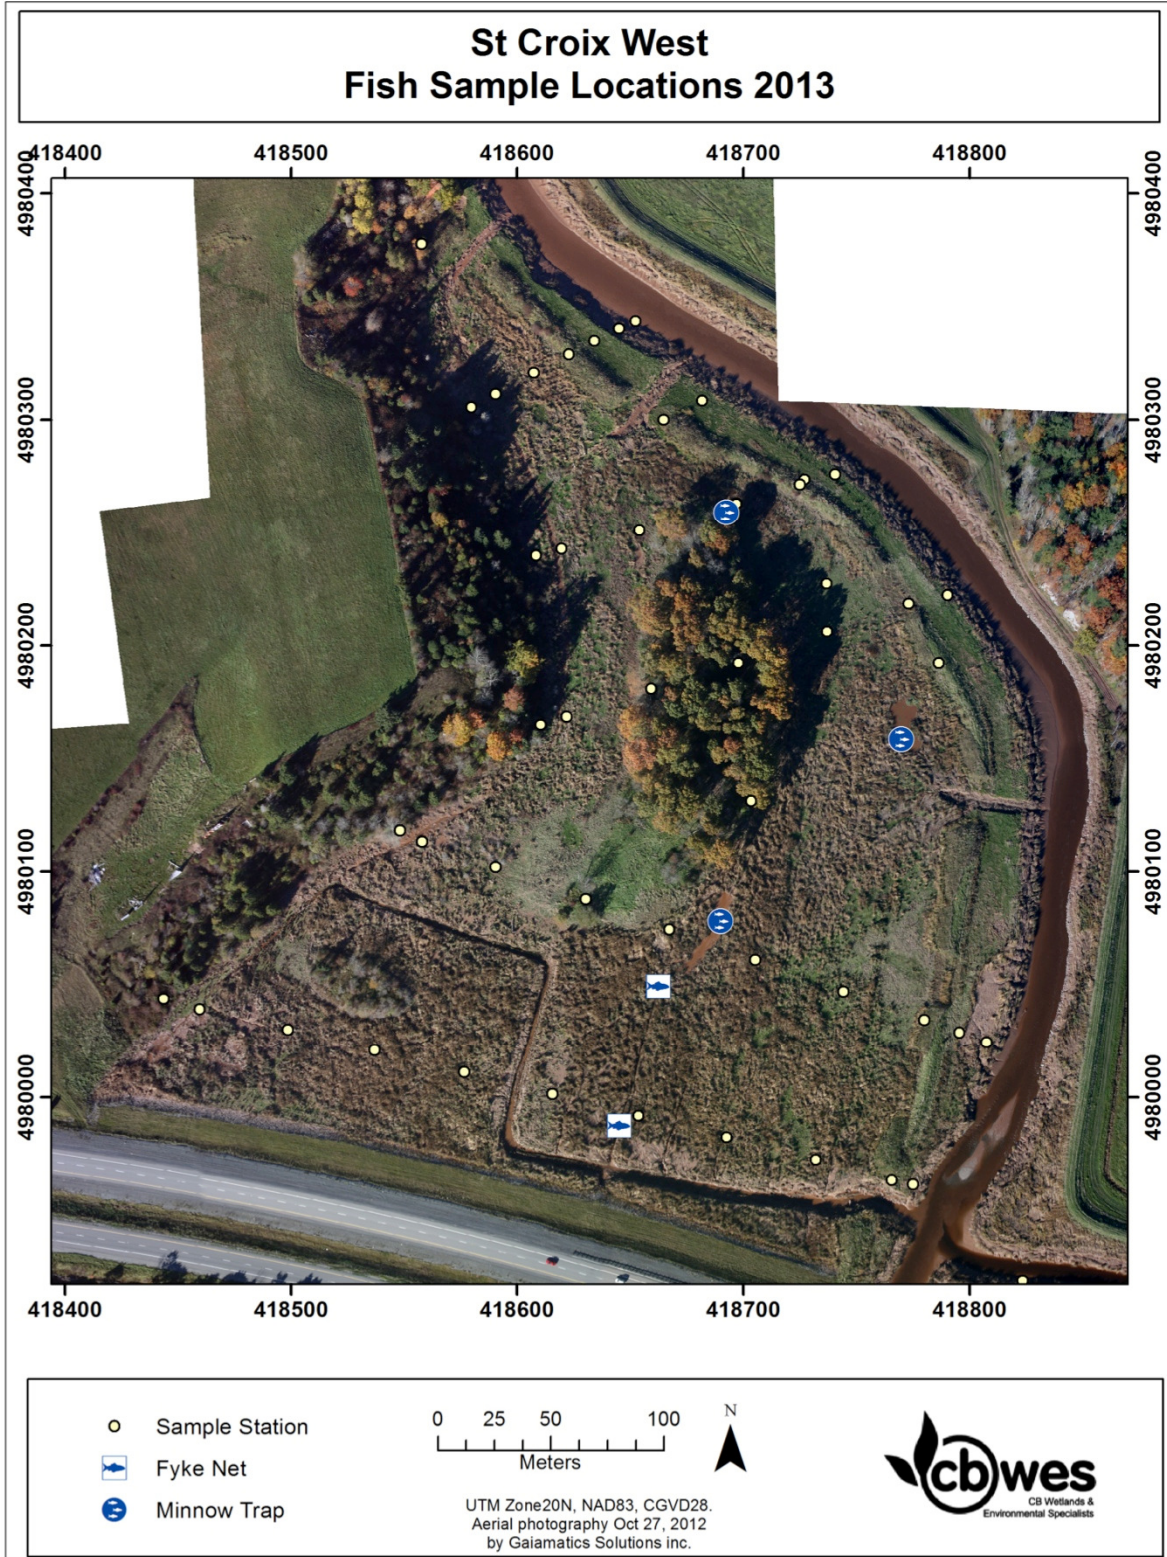 St Croix West
Fish Sample Locations 2013
418400 418500 418600 418700 418800
4980400 4980400
4980300 4980300
4980200 4980200
4980100 4980100
4980000 4980000
418400 418500 418600 418700 418800
Sample Station
Fyke Net
Minnow Trap
0 25 50 100
Meters
N
UTM Zone20N, NAD83, CGVD28.
Aerial photography Oct 27, 2012
by Gaiamatics Solutions inc.
cbwes
CB Wetlands &
Environmental Specialists